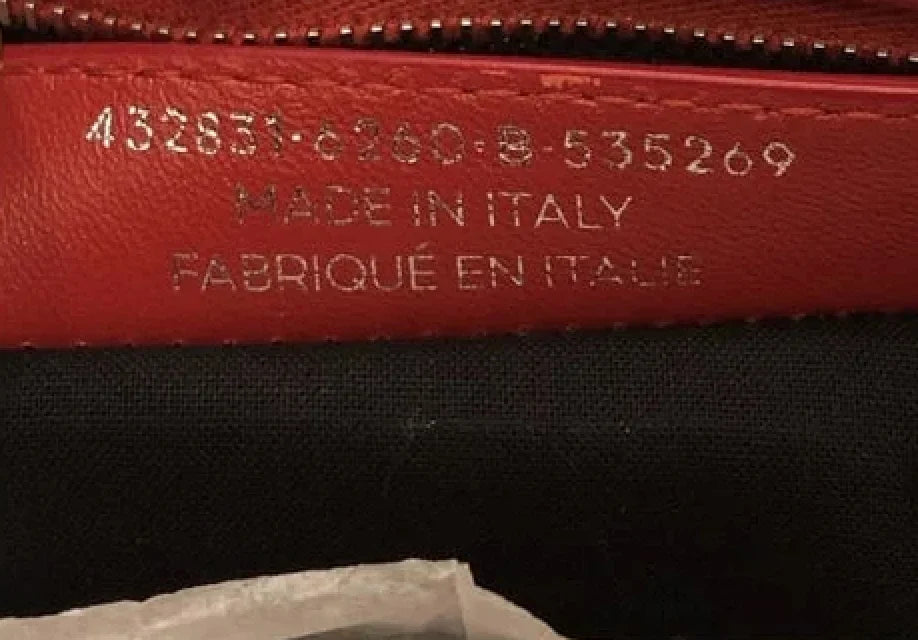 432831·6260·B·535269
MADE IN ITALY
FABRIQUÉ EN ITALIE